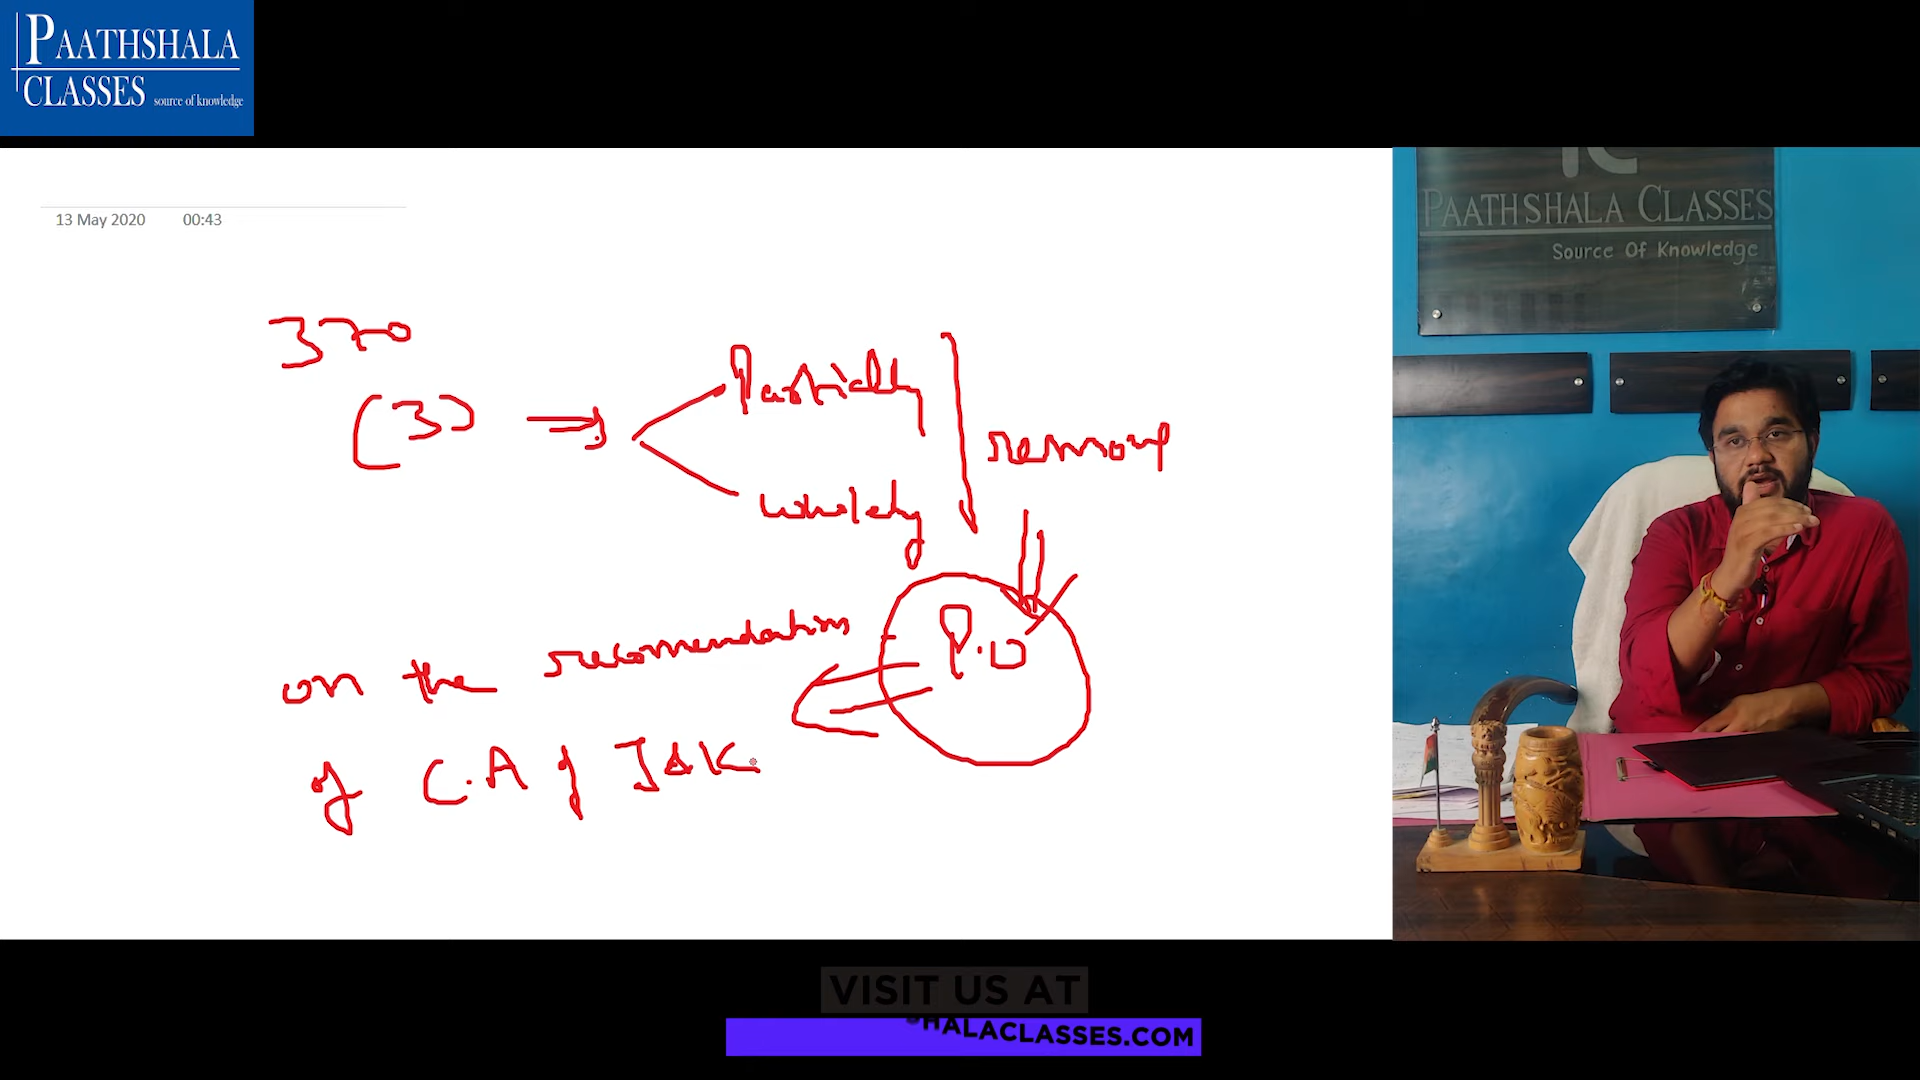 PAATHSHALA
CLASSES source of knowledge
13 May 2020 00:43
PAATHSHALA CLASSES
Source Of Knowledge
370
(3)
Partially
wholely
remove
P.O
on the recomendation
of C.A of J&K
VISIT US AT
HALACLASSES.COM